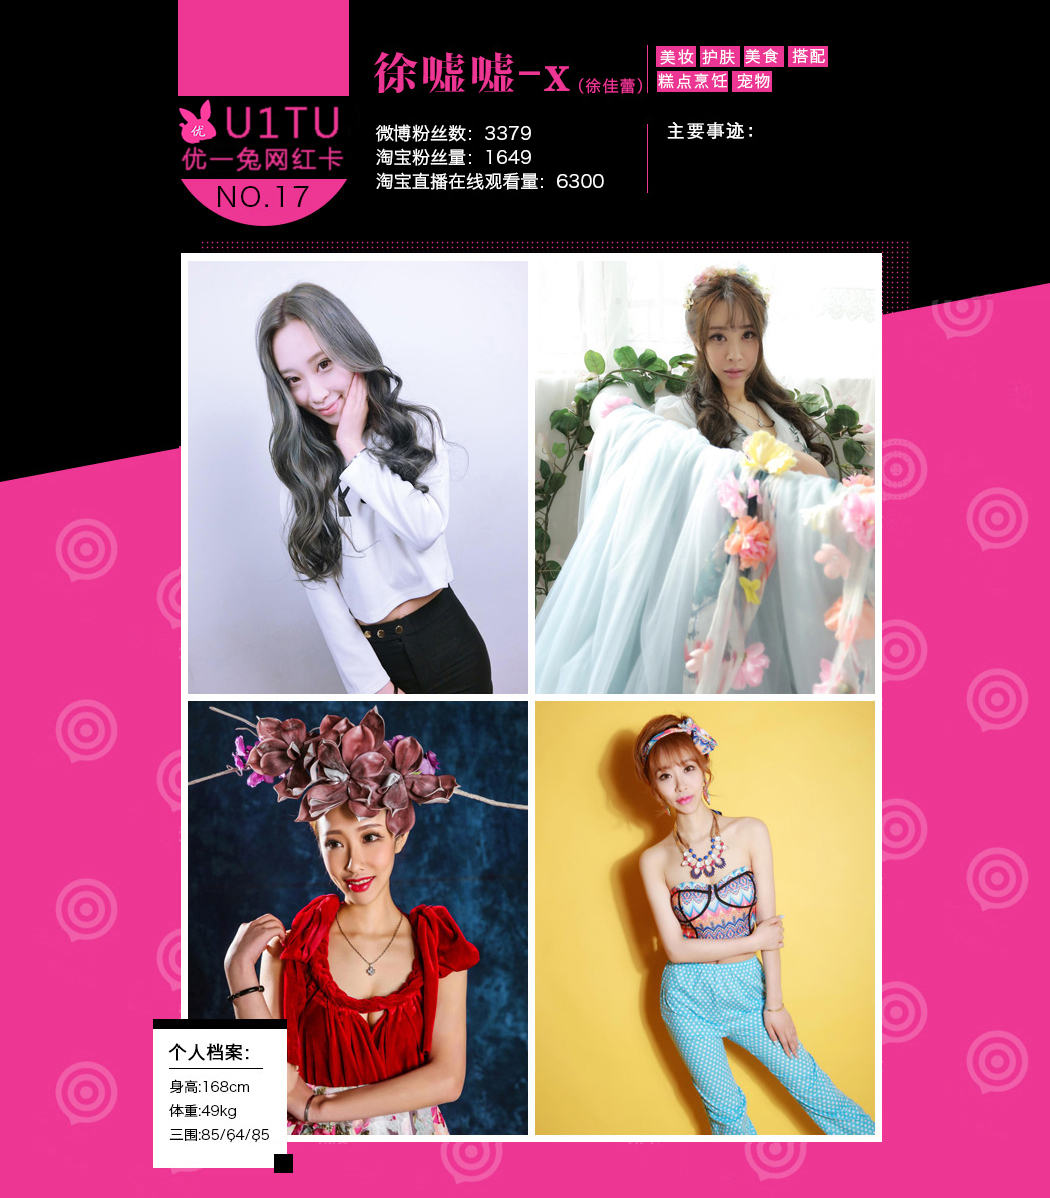 徐嘘嘘-x(徐佳蕾)
美妆 护肤 美食 搭配
糕点烹饪 宠物
优
U1TU
优一兔网红卡
NO.17
微博粉丝数：3379
淘宝粉丝量：1649
淘宝直播在线观看量：6300
主要事迹：
个人档案：
身高:168cm
体重:49kg
三围:85/64/85